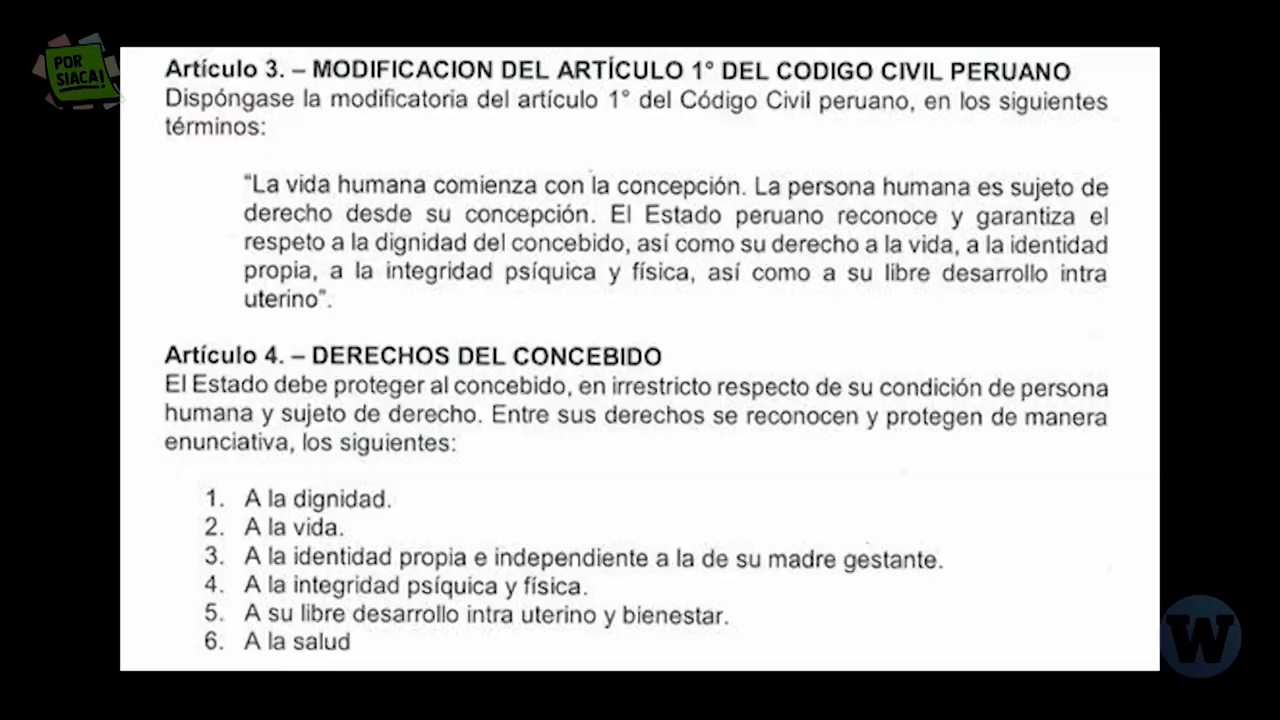 POR
SIACA!
Artículo 3. – MODIFICACION DEL ARTÍCULO 1° DEL CODIGO CIVIL PERUANO
Dispóngase la modificatoria del artículo 1° del Código Civil peruano, en los siguientes
términos:
“La vida humana comienza con la concepción. La persona humana es sujeto de
derecho desde su concepción. El Estado peruano reconoce y garantiza el
respeto a la dignidad del concebido, así como su derecho a la vida, a la identidad
propia, a la integridad psíquica y física, así como a su libre desarrollo intra
uterino”.
Artículo 4. – DERECHOS DEL CONCEBIDO
El Estado debe proteger al concebido, en irrestricto respecto de su condición de persona
humana y sujeto de derecho. Entre sus derechos se reconocen y protegen de manera
enunciativa, los siguientes:
1. A la dignidad.
2. A la vida.
3. A la identidad propia e independiente a la de su madre gestante.
4. A la integridad psíquica y física.
5. A su libre desarrollo intra uterino y bienestar.
6. A la salud
W